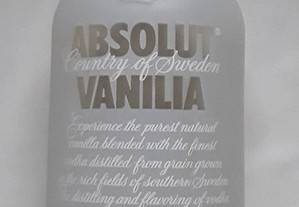 ABSOLUT
Country of Sweden
VANILIA
Experience the purest natural
vanilla blended with the finest
vodka distilled from grain grown
in the rich fields of southern Sweden
The distilling and flavoring of vodka